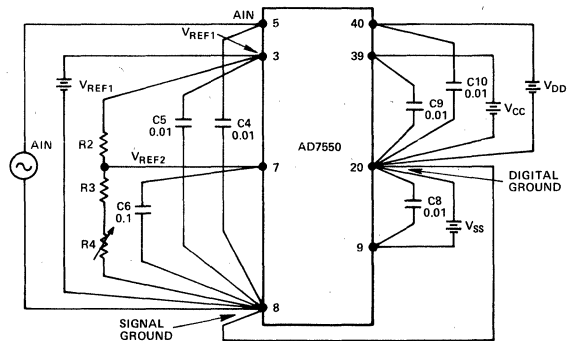 AIN
5
40
VREF1
3
39
VREF1
C10
0.01
C9
0.01
VDD
VCC
C5
0.01
C4
0.01
AD7550
R2
AIN
VREF2
7
20
R3
DIGITAL
GROUND
C6
0.1
C8
0.01
R4
VSS
9
8
SIGNAL
GROUND